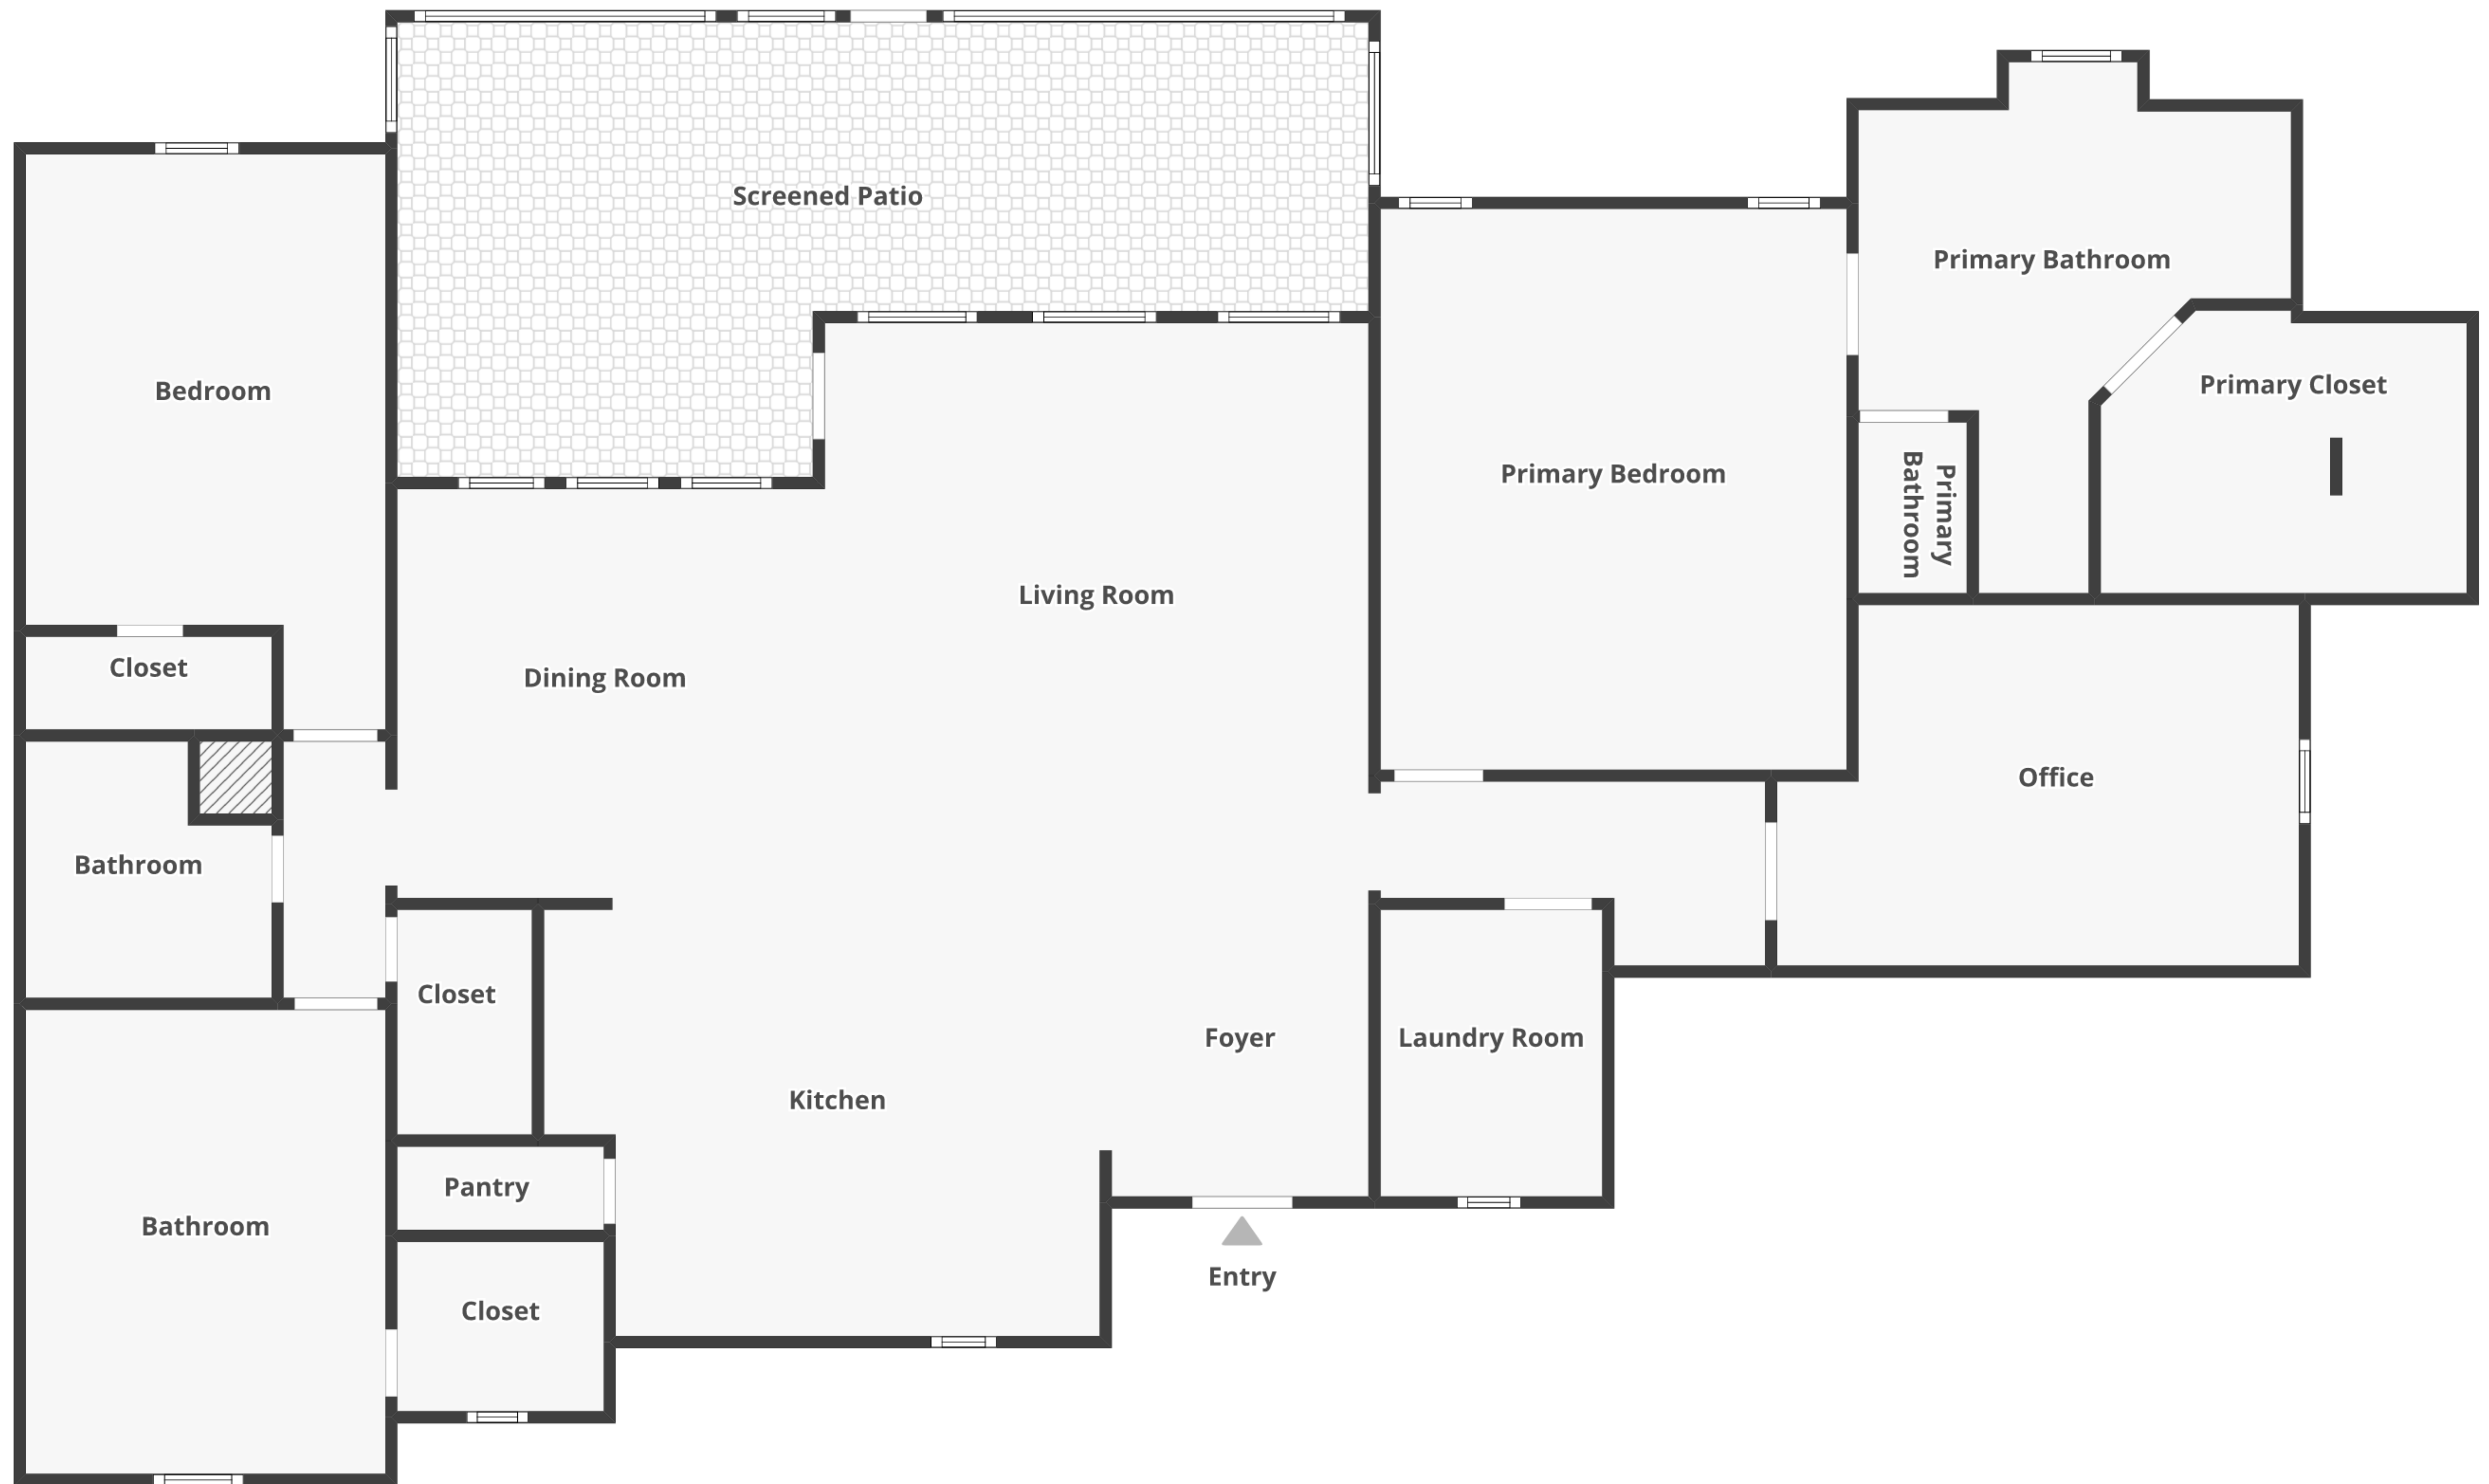 Screened Patio
Primary Bathroom
Primary Closet
Bedroom
Primary Bedroom
Primary
Bathroom
Living Room
Closet
Dining Room
Office
Bathroom
Closet
Foyer
Laundry Room
Kitchen
Pantry
Bathroom
Entry
Closet